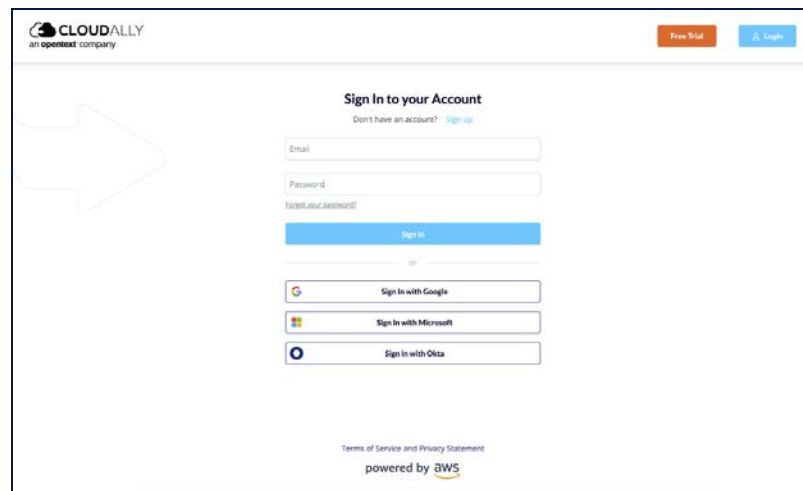 CLOUDALLY
an opentext company
Free Trial
Login
Sign In to your Account
Don't have an account? Sign up
Email
Password
Forgot your password?
Sign In
or
Sign In with Google
Sign In with Microsoft
Sign In with Okta
Terms of Service and Privacy Statement
powered by aws